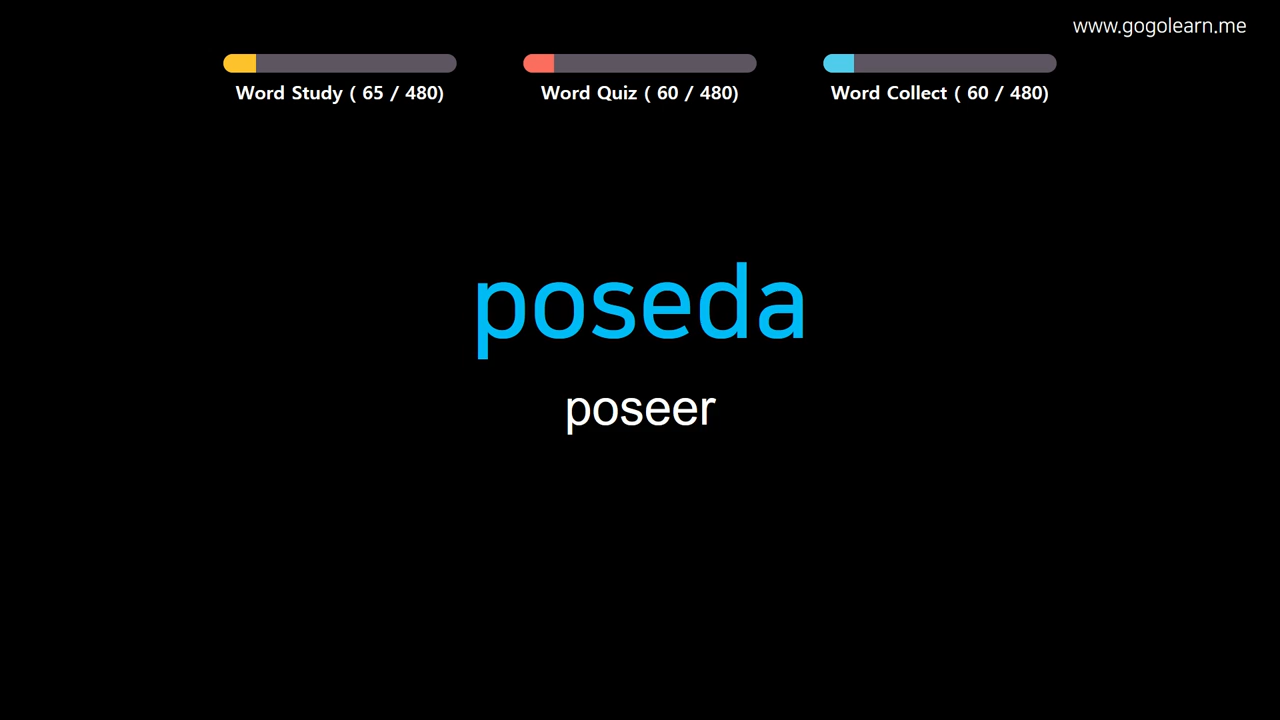 www.gogolearn.me
Word Study ( 65 / 480)
Word Quiz ( 60 / 480)
Word Collect ( 60 / 480)
poseda
poseer